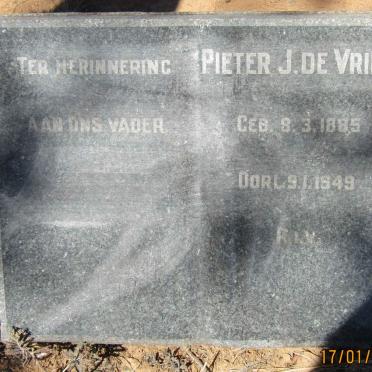 TER HERINNERING
AAN ONS VADER
PIETER J. DE VRI
GEB. 8.3.1885
OORL. 9.1.1949
R.I.V.
17/01/